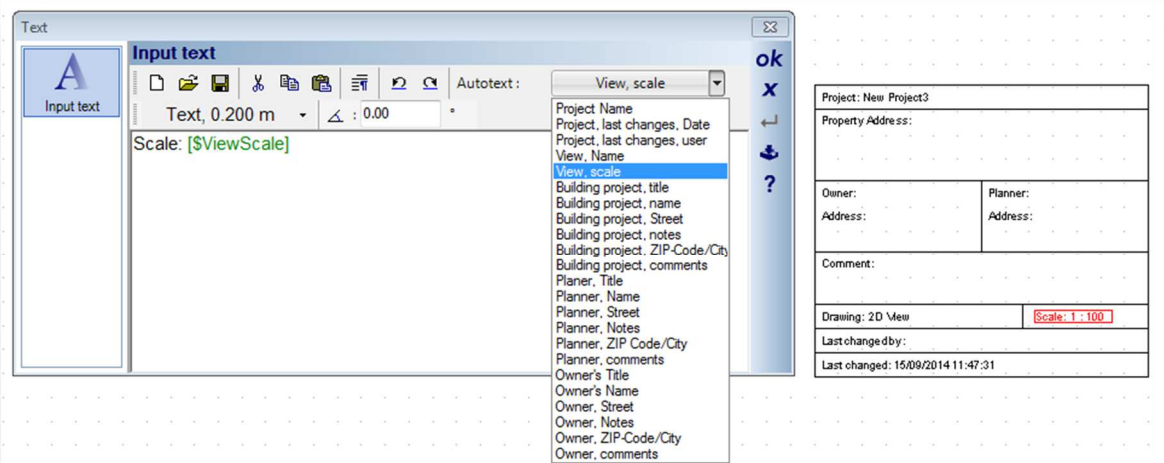 Text
Input text
Input text
Autotext :
View, scale
Text, 0.200 m
: 0.00
°
Scale: [$ViewScale]
Project Name
Project, last changes, Date
Project, last changes, user
View, Name
View, scale
Building project, title
Building project, name
Building project, Street
Building project, notes
Building project. ZIP-Code/City
Building project, comments
Planer, Title
Planner, Name
Planner, Street
Planner, Notes
Planner, ZIP Code/City
Planner, comments
Owner's Title
Owner's Name
Owner, Street
Owner, Notes
Owner, ZIP-Code/City
Owner, comments
ok
x
?
Project: New Project3
Property Address:
Owner:
Address:
Planner:
Address:
Comment:
Drawing: 2D View
Scale: 1 : 100
Last changed by:
Last changed: 15/09/2014 11:47:31